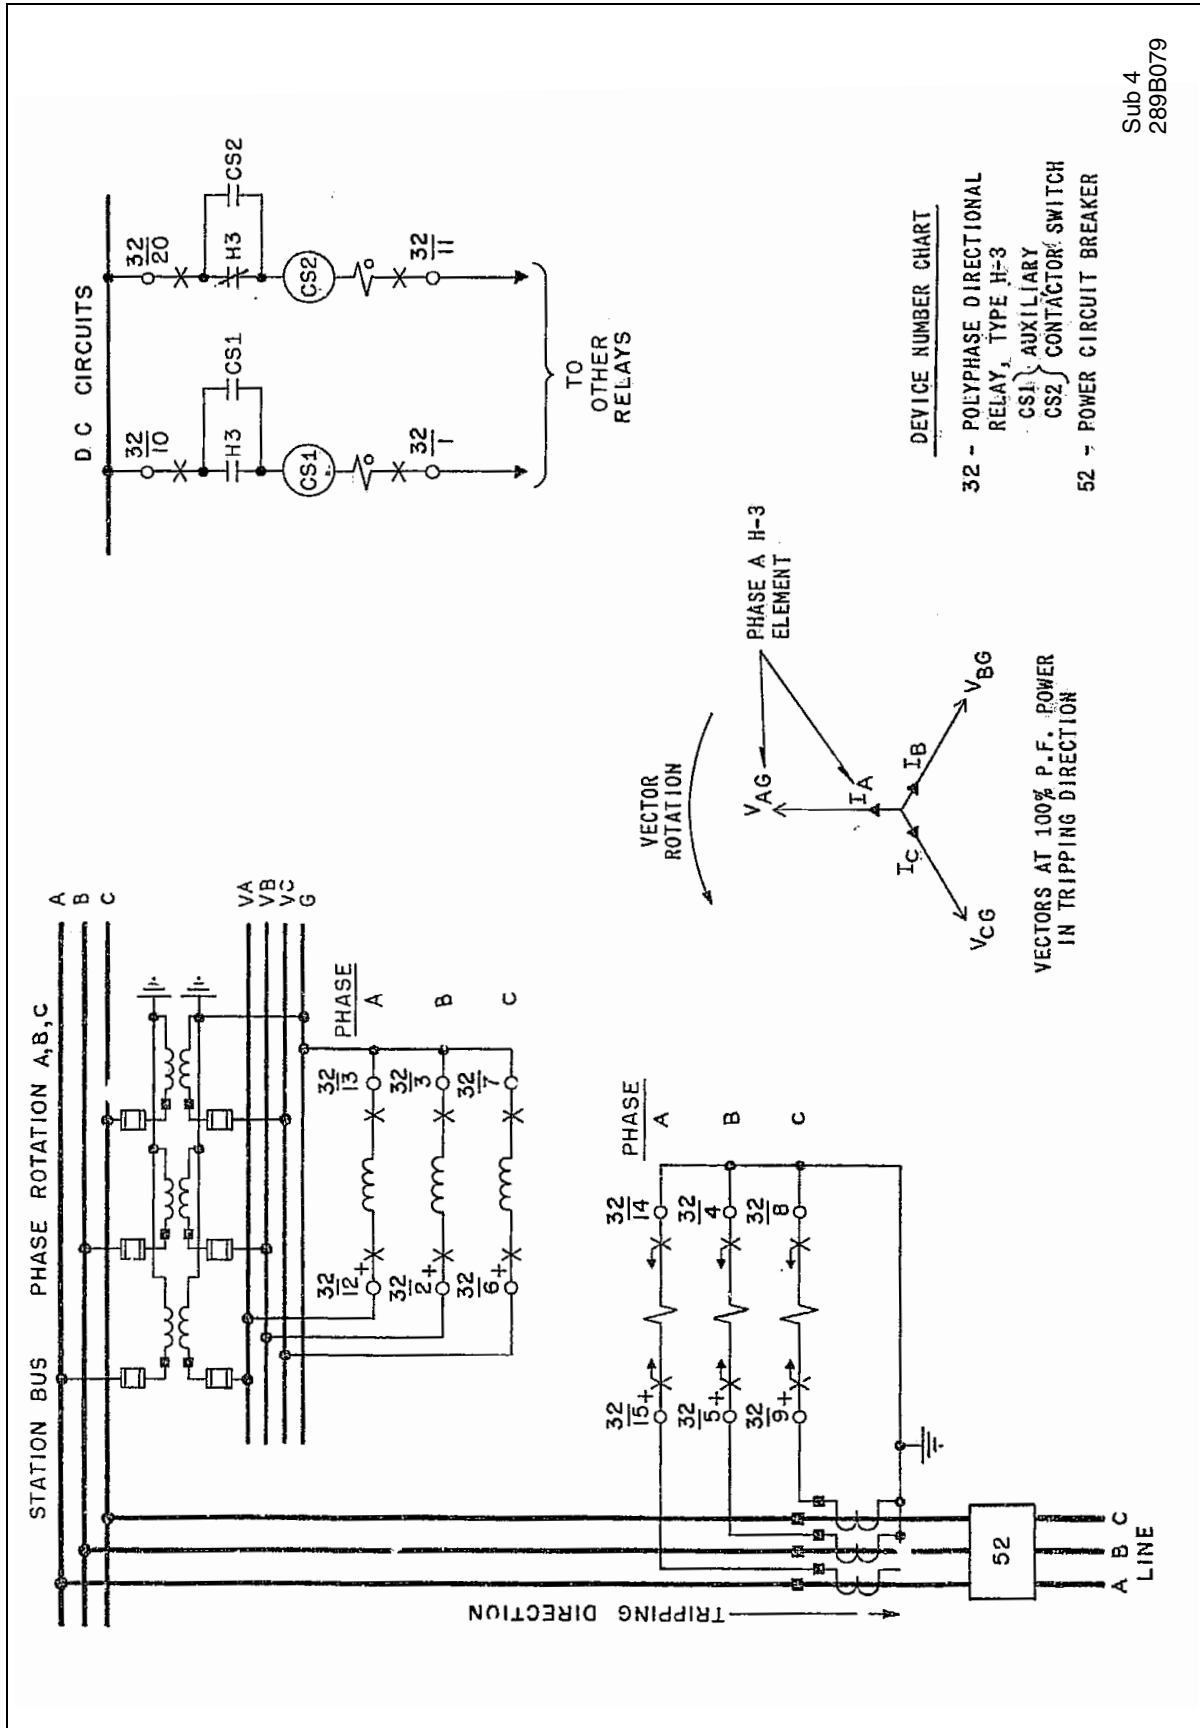 STATION BUS PHASE ROTATION A,B,C
A
B
C
VA
VB
VC
G
PHASE
32
12
+
32
13
A
32
2
+
32
3
B
32
6
+
32
7
C
PHASE
32
15
+
32
14
A
32
5
+
32
4
B
32
9
+
32
8
C
TRIPPING DIRECTION
52
A B C
LINE
D C CIRCUITS
32
10
H3
CS1
CS1
32
1
32
20
H3
CS2
CS2
32
11
TO
OTHER
RELAYS
VECTOR
ROTATION
VAG
IA
IB
IC
VBG
VCG
PHASE A H-3
ELEMENT
VECTORS AT 100% P.F. POWER
IN TRIPPING DIRECTION
DEVICE NUMBER CHART
32 - POLYPHASE DIRECTIONAL
RELAY, TYPE H-3
CS1 } AUXILIARY
CS2 } CONTACTOR SWITCH
52 - POWER CIRCUIT BREAKER
Sub 4
289B079